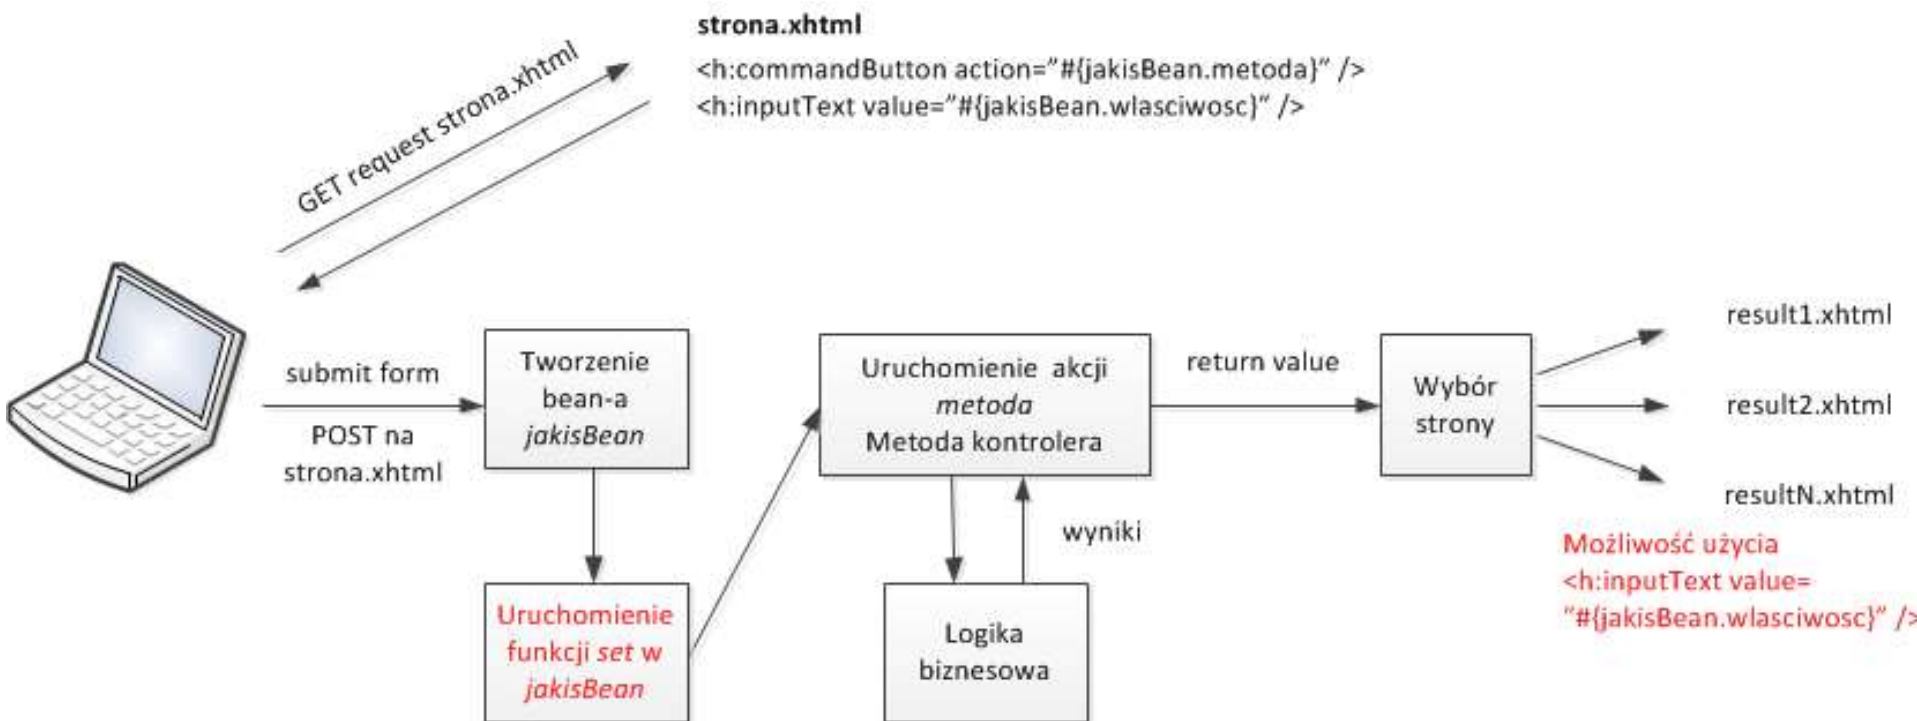 strona.xhtml
<h:commandButton action=”#{jakisBean.metoda}” />
<h:inputText value=”#{jakisBean.wlasciwosc}” />
GET request strona.xhtml
submit form
POST na
strona.xhtml
Tworzenie
bean-a
jakisBean
Uruchomienie
funkcji set w
jakisBean
Uruchomienie akcji
metoda
Metoda kontrolera
wyniki
Logika
biznesowa
return value
Wybór
strony
result1.xhtml
result2.xhtml
resultN.xhtml
Możliwość użycia
<h:inputText value=
”#{jakisBean.wlasciwosc}” />